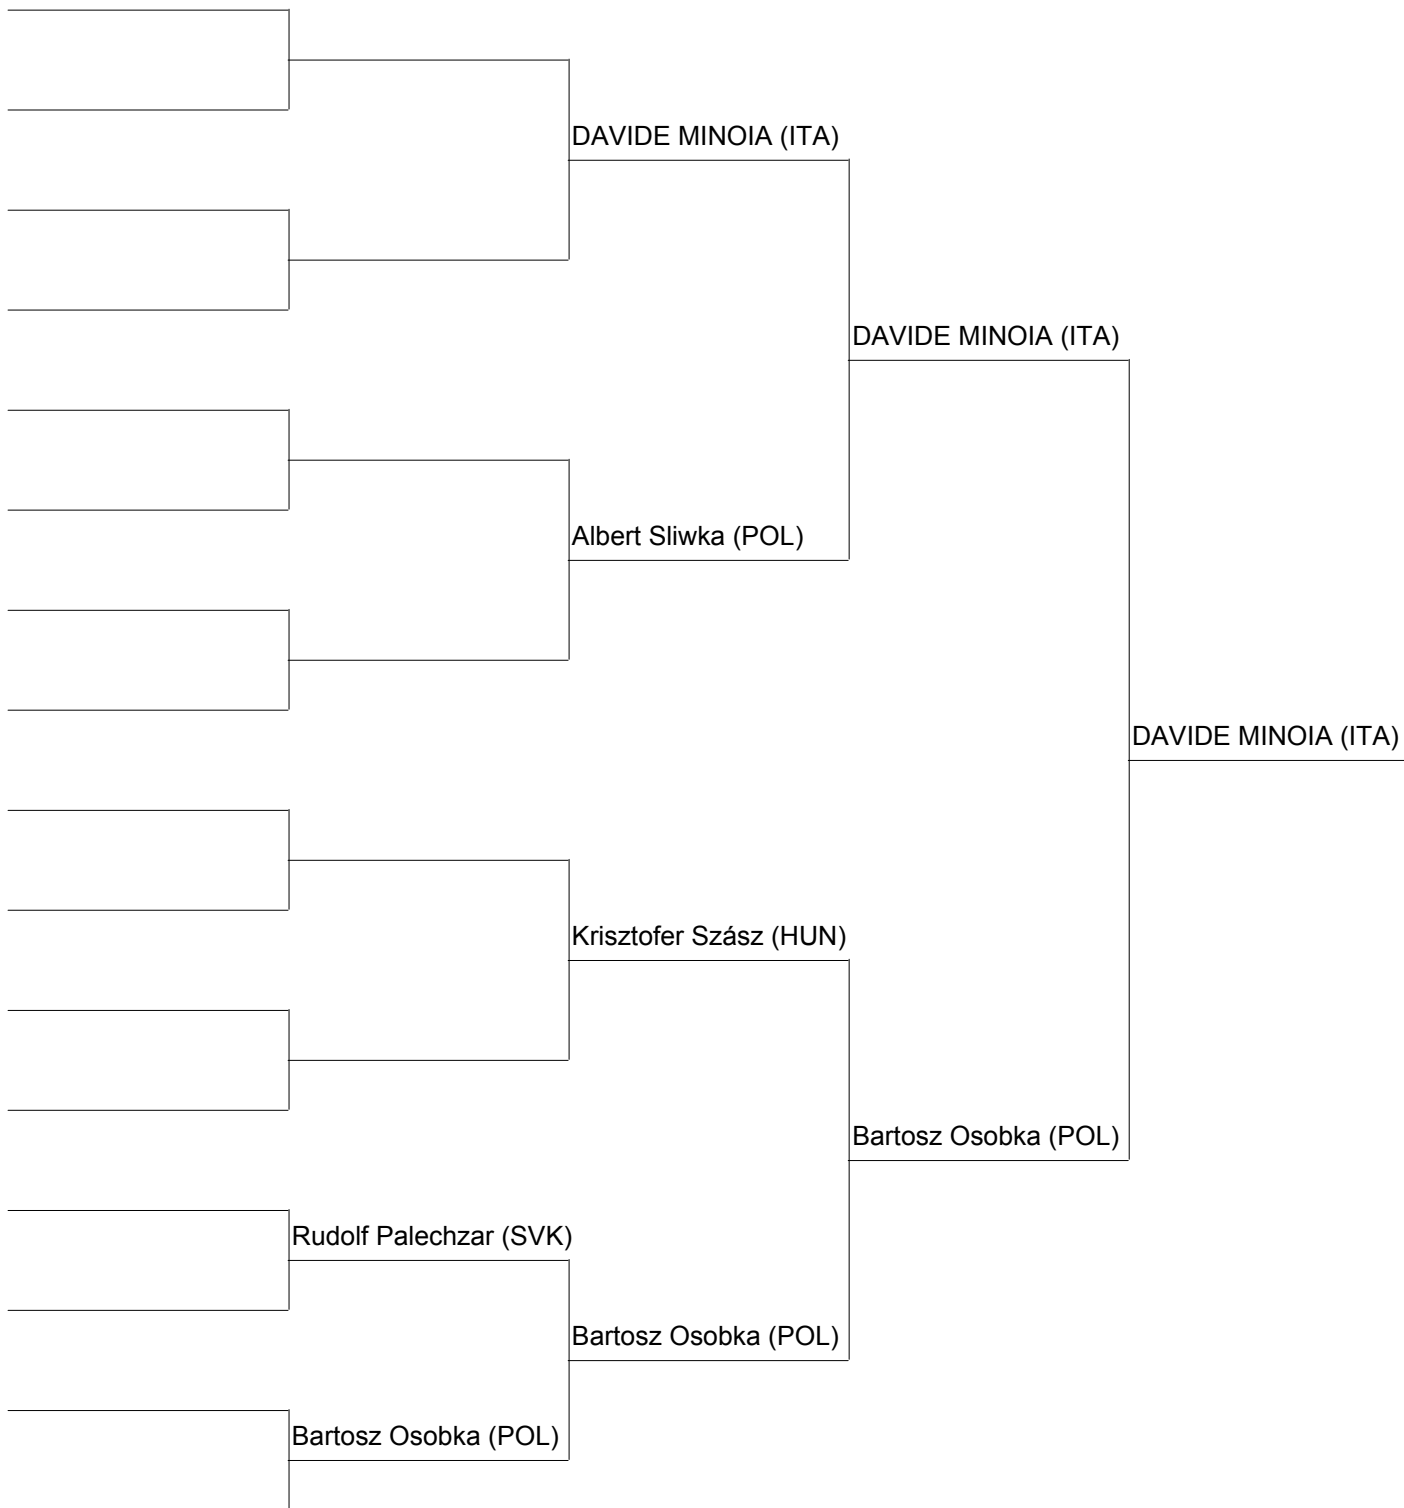 DAVIDE MINOIA (ITA)
DAVIDE MINOIA (ITA)
Albert Sliwka (POL)
DAVIDE MINOIA (ITA)
Krisztofer Szász (HUN)
Bartosz Osobka (POL)
Rudolf Palechzar (SVK)
Bartosz Osobka (POL)
Bartosz Osobka (POL)